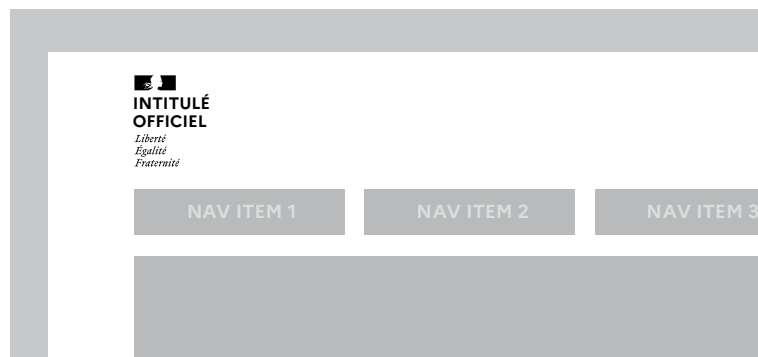 INTITULÉ
OFFICIEL
Liberté
Égalité
Fraternité
NAV ITEM 1
NAV ITEM 2
NAV ITEM 3